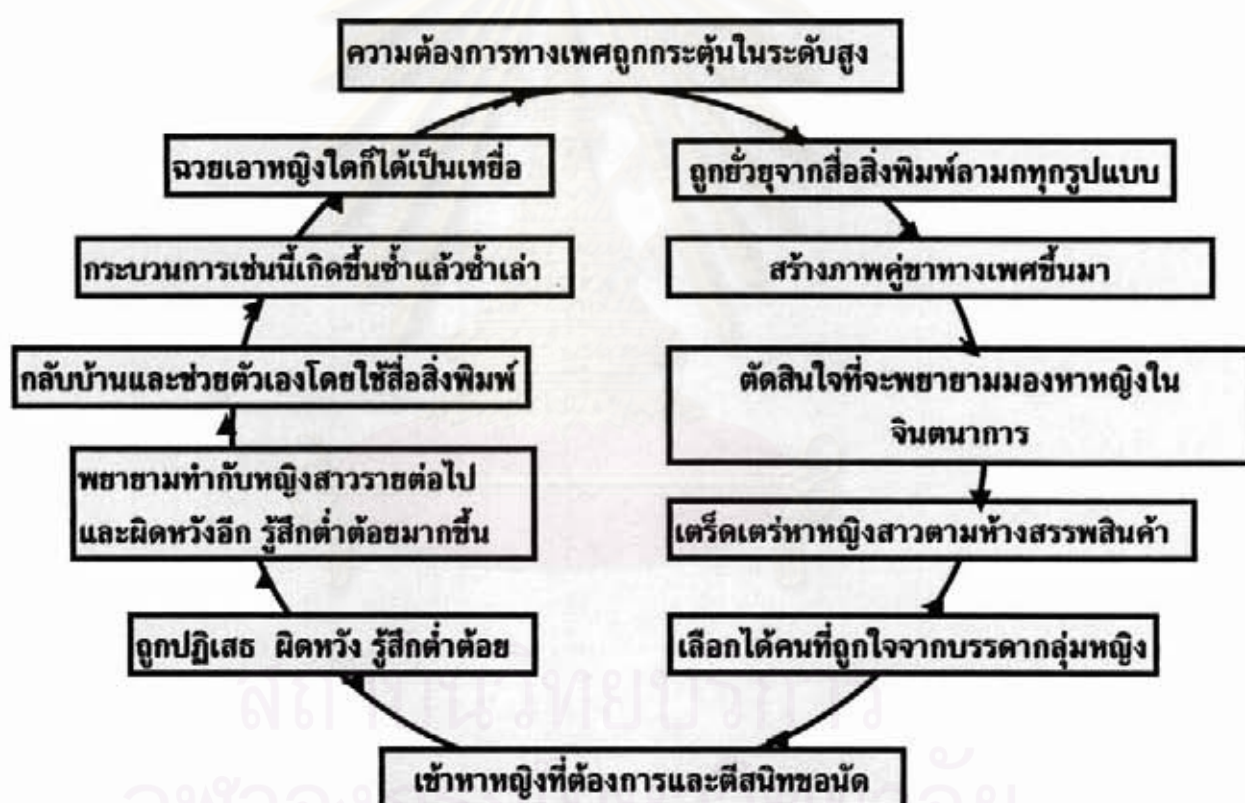 ความต้องการทางเพศถูกกระตุ้นในระดับสูง
ถูกยั่วยุจากสื่อสิ่งพิมพ์ลามกทุกรูปแบบ
สร้างภาพคู่ขาทางเพศขึ้นมา
ตัดสินใจที่จะพยายามมองหาหญิงใน
จินตนาการ
เตร็ดเตร่หาหญิงสาวตามห้างสรรพสินค้า
เลือกได้คนที่ถูกใจจากบรรดากลุ่มหญิง
เข้าหาหญิงที่ต้องการและตีสนิทขอนัด
ถูกปฏิเสธ ผิดหวัง รู้สึกต่ำต้อย
พยายามทำกับหญิงสาวรายต่อไป
และผิดหวังอีก รู้สึกต่ำต้อยมากขึ้น
กลับบ้านและช่วยตัวเองโดยใช้สื่อสิ่งพิมพ์
กระบวนการเช่นนี้เกิดขึ้นซ้ำแล้วซ้ำเล่า
ฉวยเอาหญิงใดก็ได้เป็นเหยื่อ
สถาบันวิทยบริการ